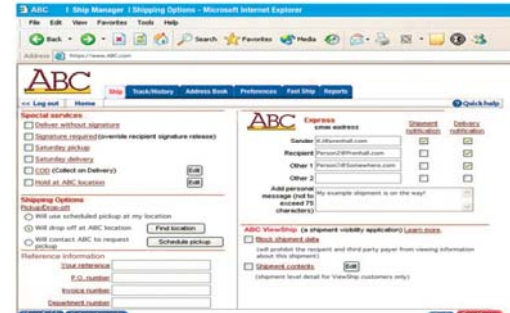 ABC | Ship Manager | Shipping Options - Microsoft Internet Explorer
File Edit View Favorites Tools Help
Back Search Favorites Media
Address https://www.ABC.com
ABC
Ship Track/History Address Book Preferences Fast Ship Reports
<< Log out Home Quick help
Special services
Deliver without signature
Signature required (override recipient signature release)
Saturday pickup
Saturday delivery
COD (Collect on Delivery) Edit
Hold at ABC location Edit
Shipping Options
Pickup/Drop-off
Will use scheduled pickup at my location
Will drop off at ABC location Find location
Will contact ABC to request pickup Schedule pickup
Reference information
Your reference
P.O. number
Invoice number
Department number
ABC Express
email address
Shipment notification
Delivery notification
Sender
Recipient Person2@Prenhall.com
Other 1 Person3@Somewhere.com
Other 2
Add personal
message (not to
exceed 75
characters)
My example shipment is on the way!
ABC ViewShip (a shipment visibility application) Learn more.
Block shipment data
(will prohibit the recipient and third party payer from viewing information
about this shipment)
Shipment contents Edit
(shipment level detail for ViewShip customers only)